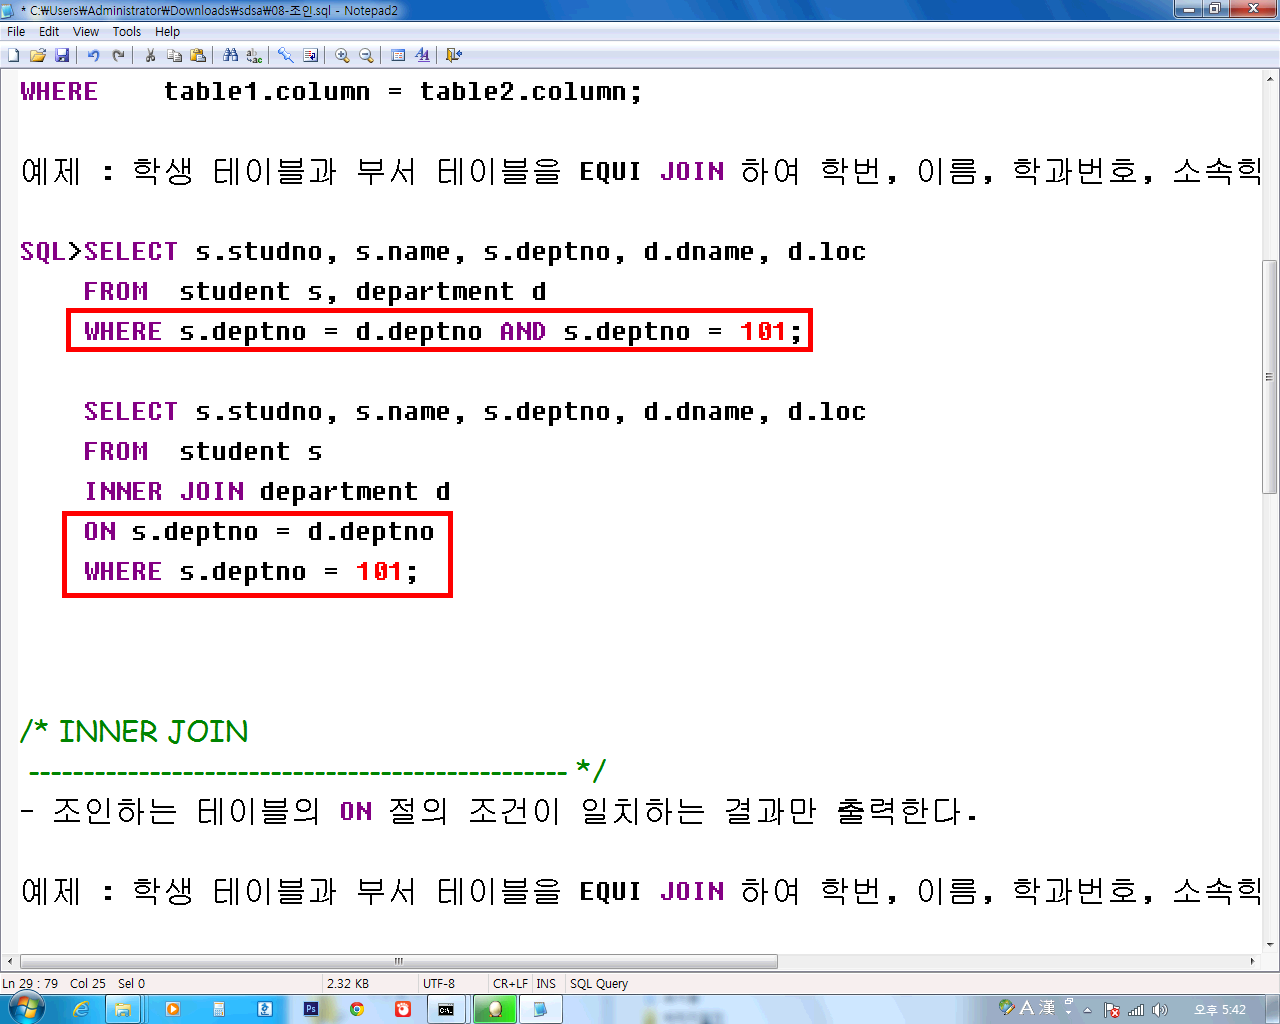 * C:₩Users₩Administrator₩Downloads₩sdsa₩08-조인.sql - Notepad2
File Edit View Tools Help
WHERE table1.column = table2.column;
예제 : 학생 테이블과 부서 테이블을 EQUI JOIN 하여 학번, 이름, 학과번호, 소속학
SQL>SELECT s.studno, s.name, s.deptno, d.dname, d.loc
FROM student s, department d
WHERE s.deptno = d.deptno AND s.deptno = 101;
SELECT s.studno, s.name, s.deptno, d.dname, d.loc
FROM student s
INNER JOIN department d
ON s.deptno = d.deptno
WHERE s.deptno = 101;
/* INNER JOIN
------------------------------------------------- */
- 조인하는 테이블의 ON 절의 조건이 일치하는 결과만 출력한다.
예제 : 학생 테이블과 부서 테이블을 EQUI JOIN 하여 학번, 이름, 학과번호, 소속학
Ln 29 : 79 Col 25 Sel 0 2.32 KB UTF-8 CR+LF INS SQL Query
Ps A 漢 오후 5:42